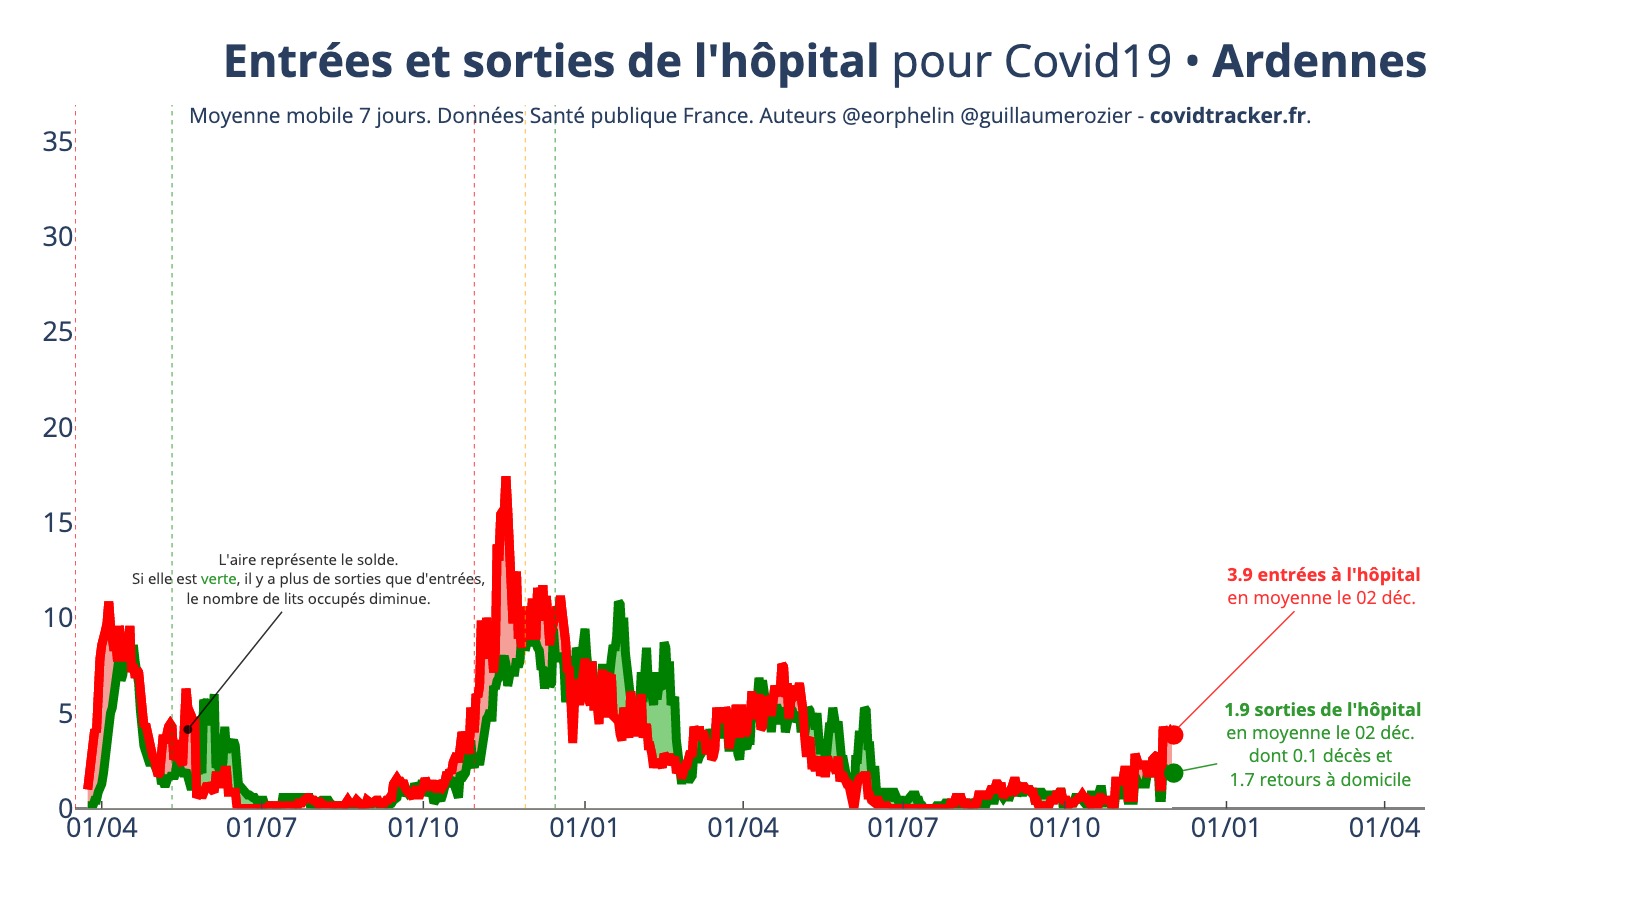 Entrées et sorties de l'hôpital pour Covid19 • Ardennes
Moyenne mobile 7 jours. Données Santé publique France. Auteurs @eorphelin @guillaumerozier - covidtracker.fr.
35
30
25
20
15
10
5
0
L'aire représente le solde.
Si elle est verte, il y a plus de sorties que d'entrées,
le nombre de lits occupés diminue.
3.9 entrées à l'hôpital
en moyenne le 02 déc.
1.9 sorties de l'hôpital
en moyenne le 02 déc.
dont 0.1 décès et
1.7 retours à domicile
01/04 01/07 01/10 01/01 01/04 01/07 01/10 01/01 01/04